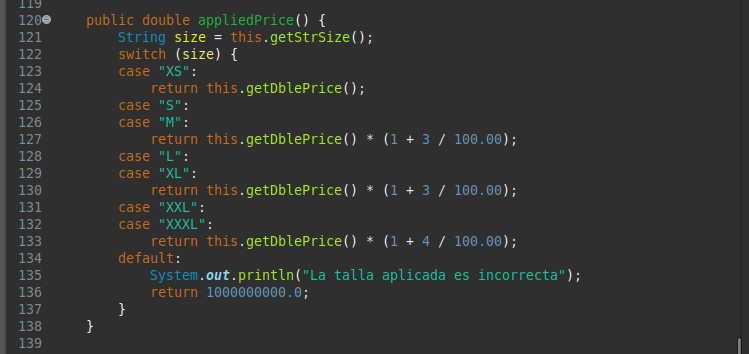 119
120 public double appliedPrice() {
121 String size = this.getStrSize();
122 switch (size) {
123 case "XS":
124 return this.getDblePrice();
125 case "S":
126 case "M":
127 return this.getDblePrice() * (1 + 3 / 100.00);
128 case "L":
129 case "XL":
130 return this.getDblePrice() * (1 + 3 / 100.00);
131 case "XXL":
132 case "XXXL":
133 return this.getDblePrice() * (1 + 4 / 100.00);
134 default:
135 System.out.println("La talla aplicada es incorrecta");
136 return 1000000000.0;
137 }
138 }
139